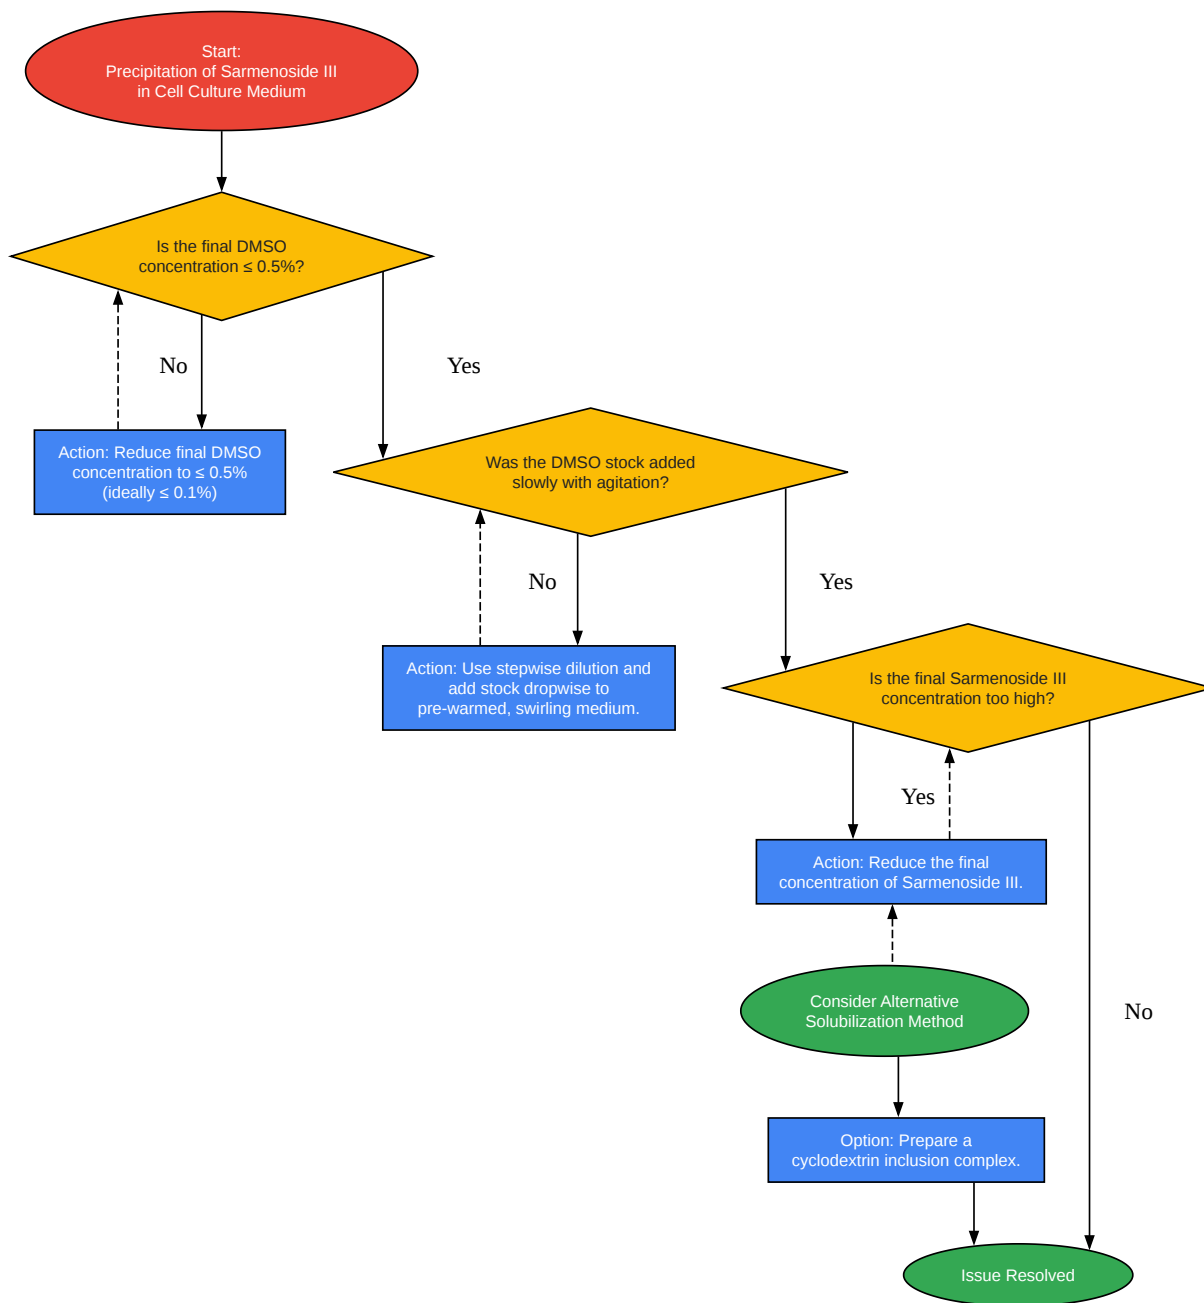 Start:
Precipitation of Sarmenoside III
in Cell Culture Medium
Is the final DMSO
concentration ≤ 0.5%?
No
Yes
Action: Reduce final DMSO
concentration to ≤ 0.5%
(ideally ≤ 0.1%)
Was the DMSO stock added
slowly with agitation?
No
Yes
Action: Use stepwise dilution and
add stock dropwise to
pre-warmed, swirling medium.
Is the final Sarmenoside III
concentration too high?
Yes
Action: Reduce the final
concentration of Sarmenoside III.
Consider Alternative
Solubilization Method
No
Option: Prepare a
cyclodextrin inclusion complex.
Issue Resolved